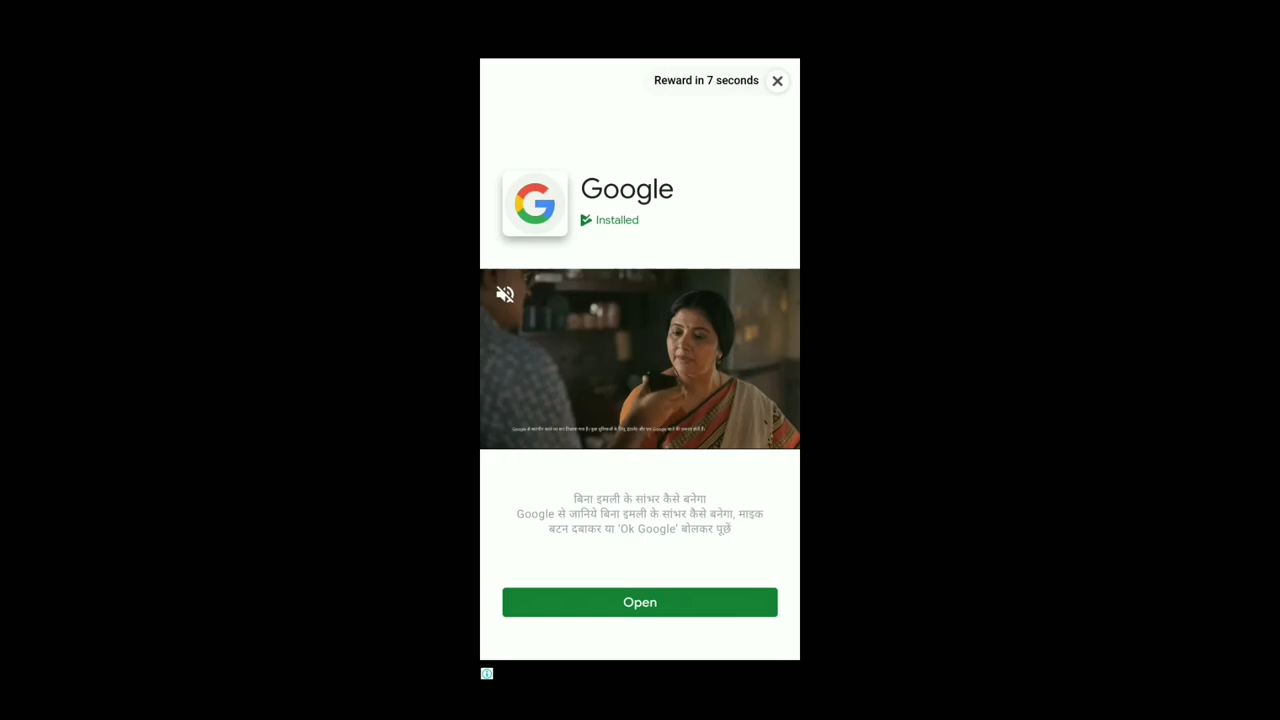 Reward in 7 seconds
Google
Installed
बिना इमली के सांभर कैसे बनेगा
Google से जानिये बिना इमली के सांभर कैसे बनेगा, माइक
बटन दबाकर या 'Ok Google' बोलकर पूछें
Open